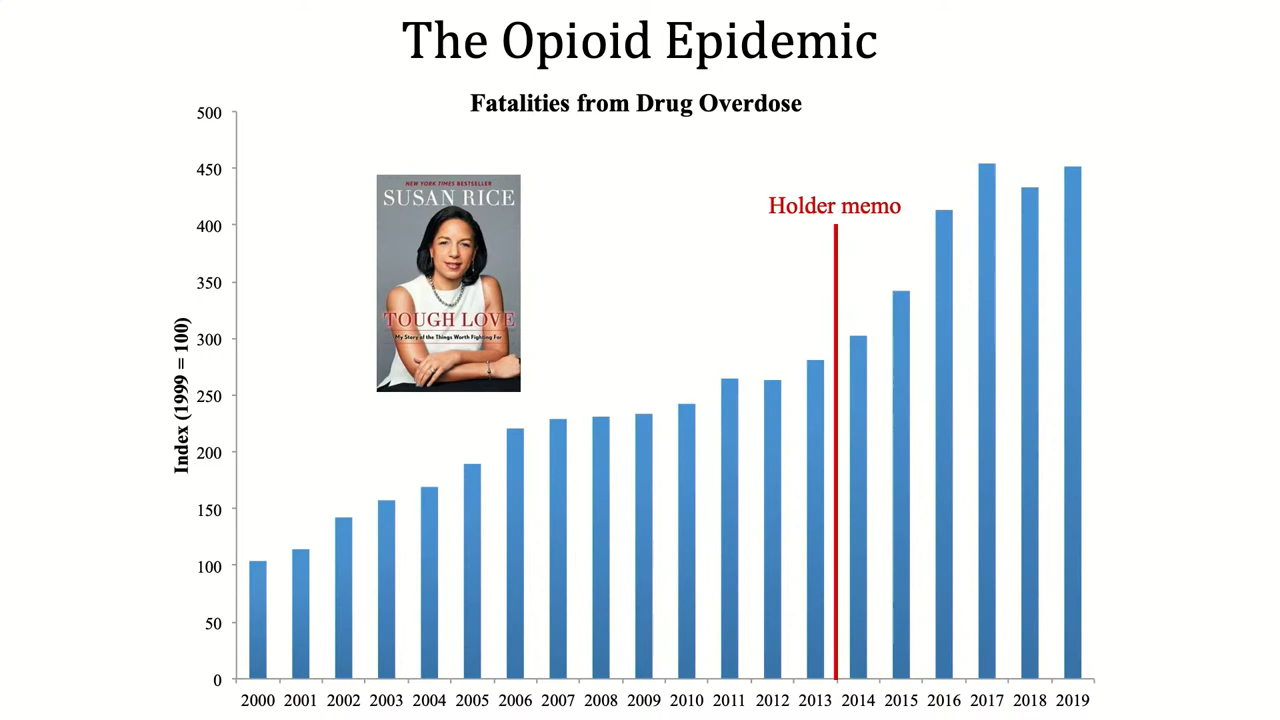 The Opioid Epidemic
Fatalities from Drug Overdose
500
450
400
350
300
250
200
150
100
50
0
Index (1999 = 100)
NEW YORK TIMES BESTSELLER
SUSAN RICE
TOUGH LOVE
My Story of the Things Worth Fighting For
Holder memo
2000 2001 2002 2003 2004 2005 2006 2007 2008 2009 2010 2011 2012 2013 2014 2015 2016 2017 2018 2019